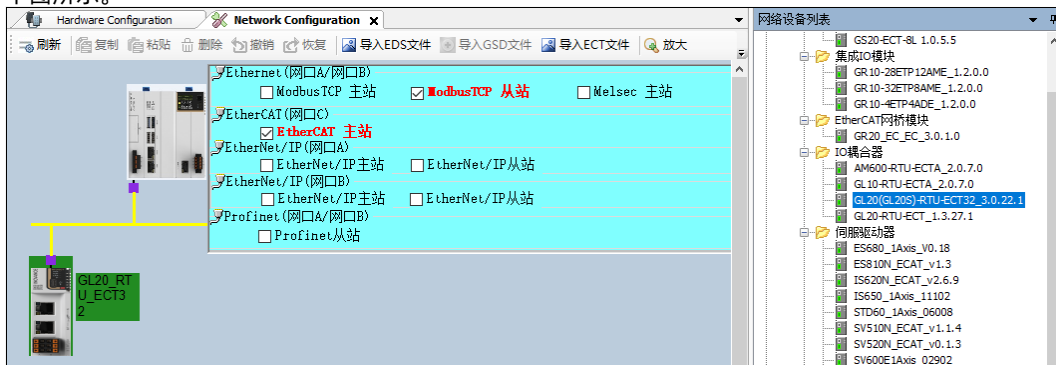 下图所示。
Hardware Configuration
Network Configuration
刷新 复制 粘贴 删除 撤销 恢复 导入EDS文件 导入GSD文件 导入ECT文件 放大
Ethernet(网口A/网口B)
ModbusTCP 主站 ModbusTCP 从站 Melsec 主站
EtherCAT(网口C)
EtherCAT 主站
EtherNet/IP(网口A)
EtherNet/IP主站 EtherNet/IP从站
EtherNet/IP(网口B)
EtherNet/IP主站 EtherNet/IP从站
Profinet(网口A/网口B)
Profinet从站
GL20_RT
U_ECT3
2
网络设备列表
GS20-ECT-8L 1.0.5.5
集成IO模块
GR10-28ETP12AME_1.2.0.0
GR10-32ETP8AME_1.2.0.0
GR10-4ETP4ADE_1.2.0.0
EtherCAT网桥模块
GR20_EC_EC_3.0.1.0
IO耦合器
AM600-RTU-ECTA_2.0.7.0
GL10-RTU-ECTA_2.0.7.0
GL20(GL20S)-RTU-ECT32_3.0.22.1
GL20-RTU-ECT_1.3.27.1
伺服驱动器
ES680_1Axis_V0.18
ES810N_ECAT_v1.3
IS620N_ECAT_v2.6.9
IS650_1Axis_11102
STD60_1Axis_06008
SV510N_ECAT_v1.1.4
SV520N_ECAT_v0.1.3
SV600E1Axis_02902